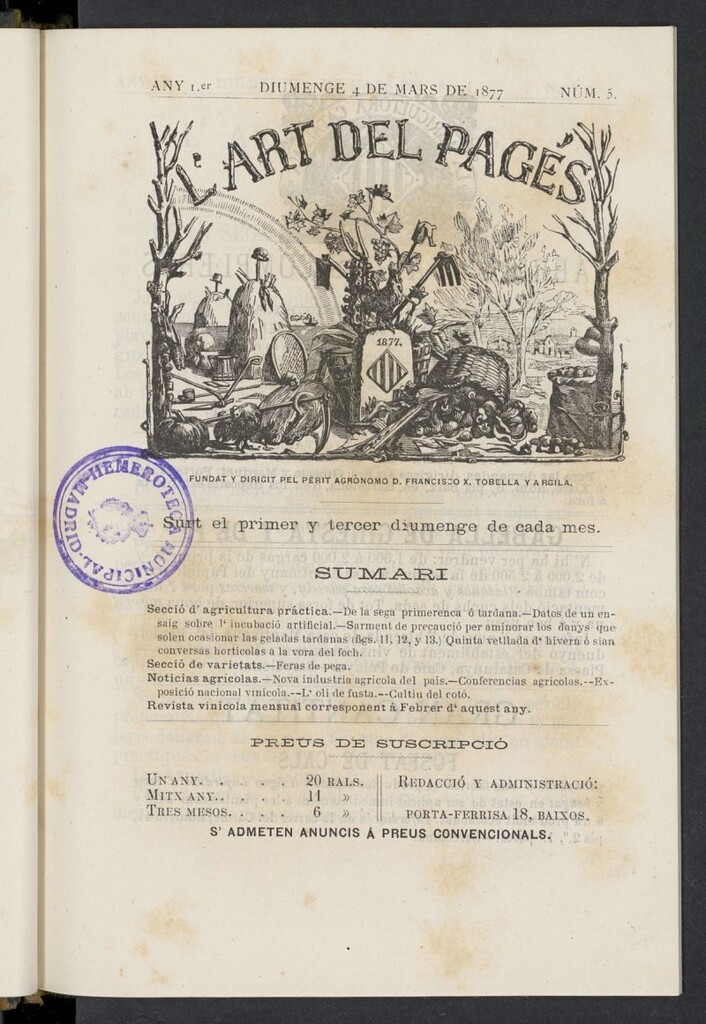 ANY 1.er DIUMENGE 4 DE MARS DE 1877 NÚM. 5.
L'ART DEL PAGÉS
1877.
FUNDAT Y DIRIGIT PEL PÉRIT AGRÓNOMO D. FRANCISCO X. TOBELLA Y ARGILA.
HEMEROTECA MUNICIPAL-MADRID-
Surt el primer y tercer diumenge de cada mes.
SUMARI
Secció d' agricultura práctica.—De la sega primerenca ó tardana.—Datos de un en-
saig sobre l' incubació artificial.—Sarment de precaució per aminorar los danys que
solen ocasionar las geladas tardanas (figs. 11, 12, y 13.) Quinta vetllada d' hivern ó sian
conversas hortícolas á la vora del foch.
Secció de varietats.—Feras de pega.
Noticias agricolas.—Nova industria agricola del pais.—Conferencias agricolas.--Ex-
posició nacional vinícola.--L' oli de fusta.--Cultiu del cotó.
Revista vinicola mensual corresponent á Febrer d' aquest any.
PREUS DE SUSCRIPCIÓ
UN ANY. . . . . 20 RALS.
MITX ANY. . . . . 11 »
TRES MESOS. . . . . 6 »
REDACCIÓ Y ADMINISTRACIÓ:
PORTA-FERRISA 18, BAIXOS.
S' ADMETEN ANUNCIS Á PREUS CONVENCIONALS.